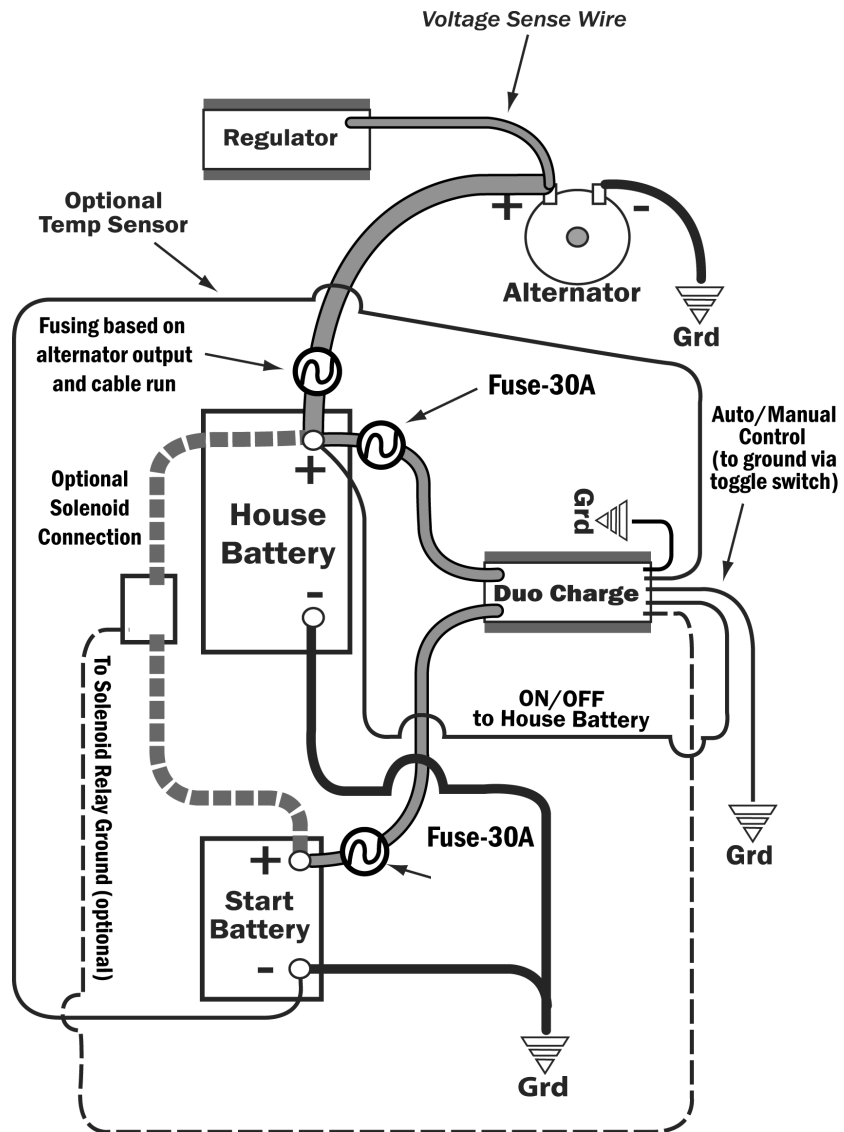 Voltage Sense Wire
Regulator
Optional
Temp Sensor
+
-
Alternator
Grd
Fusing based on
alternator output
and cable run
Fuse-30A
Auto/Manual
Control
(to ground via
toggle switch)
+
Optional
Solenoid
Connection
House
Battery
-
Grd
Duo Charge
ON/OFF
to House Battery
To Solenoid Relay Ground (optional)
Fuse-30A
+
Start
Battery
-
Grd
Grd